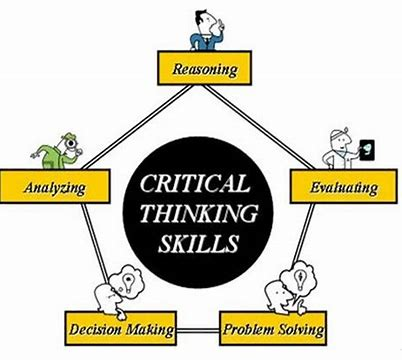 Reasoning
Analyzing
CRITICAL
THINKING
SKILLS
Evaluating
Decision Making
Problem Solving